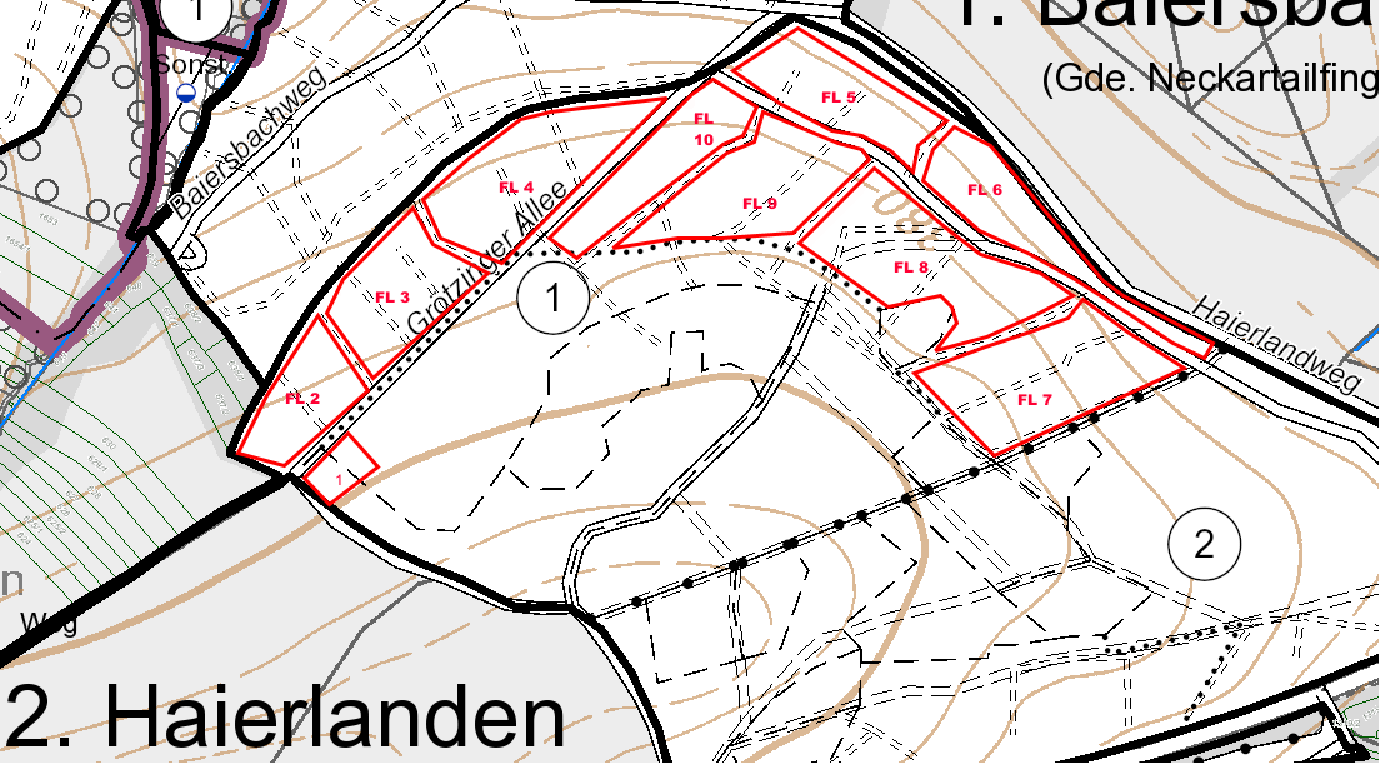 1
1. Baiersba
Sonst.
(Gde. Neckartailfing
Baiersbachweg
FL 5
FL
10
FL 4
FL 6
FL 9
Grötzinger Allee
FL 8
FL 3
1
Haierlandweg
FL 2
FL 7
1
2
n
Weg
2. Haierlanden